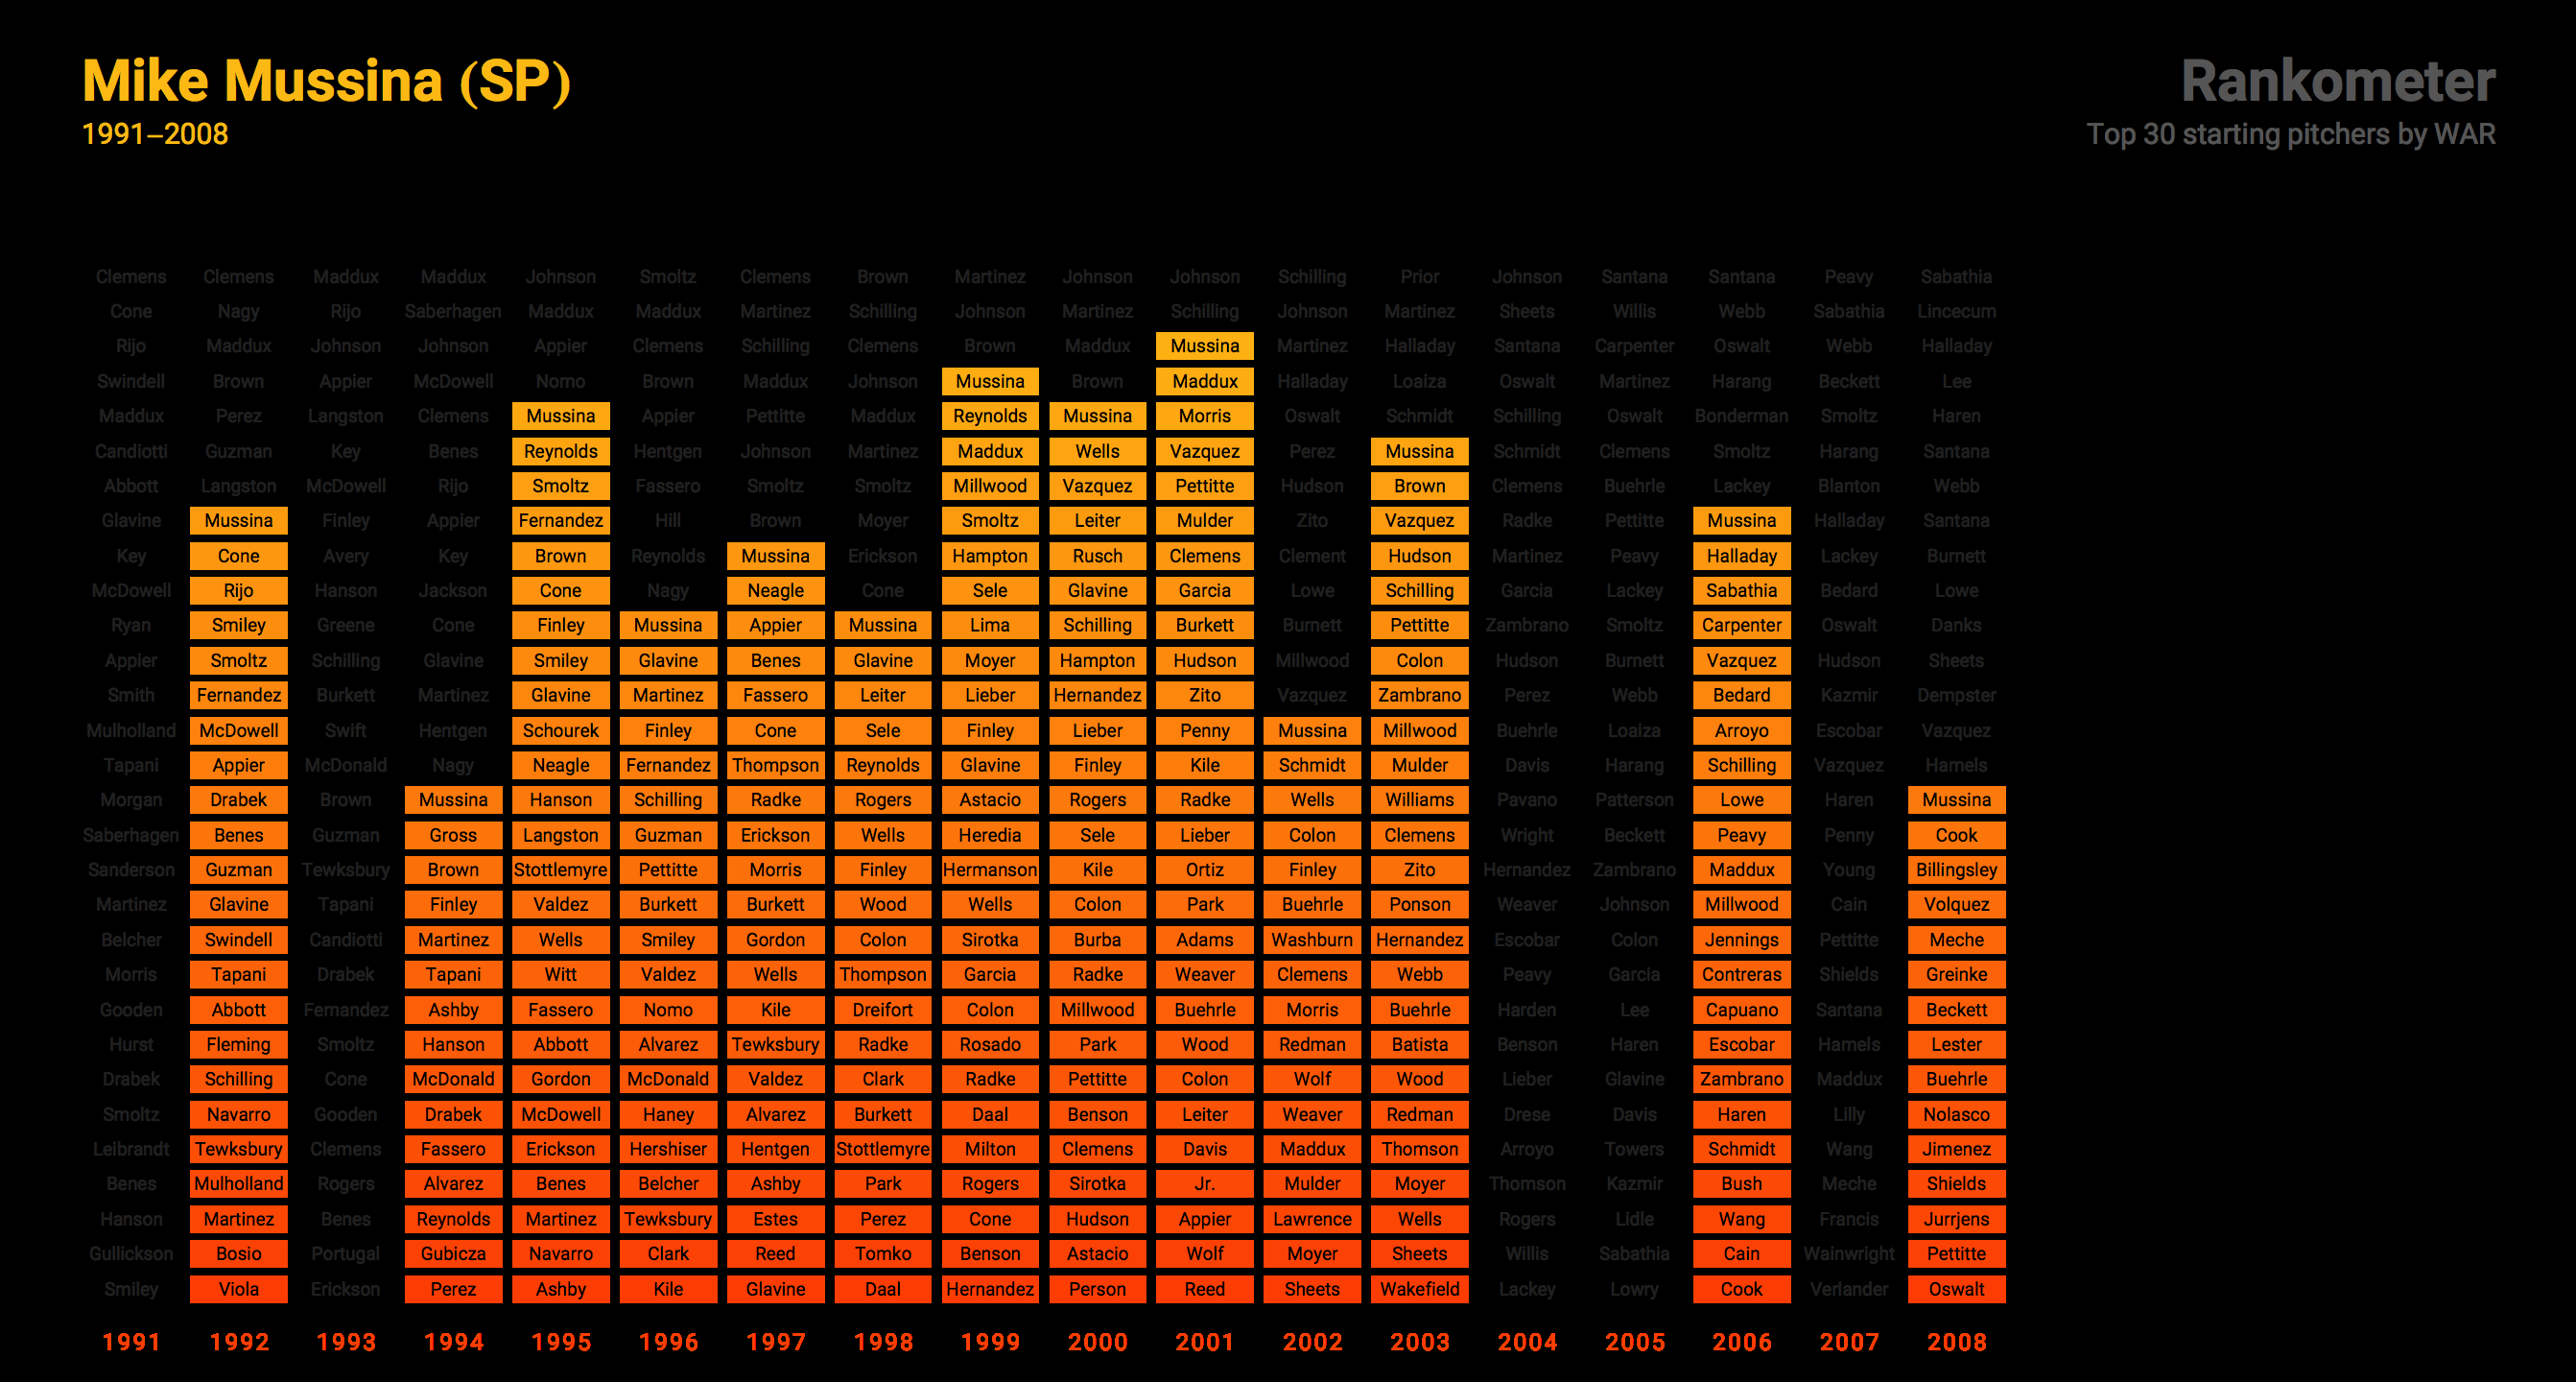 Mike Mussina (SP)
1991–2008
Rankometer
Top 30 starting pitchers by WAR
Clemens Clemens Maddux Maddux Johnson Smoltz Clemens Brown Martinez Johnson Johnson Schilling Prior Johnson Santana Santana Peavy Sabathia
Cone Nagy Rijo Saberhagen Maddux Maddux Martinez Schilling Johnson Martinez Schilling Johnson Martinez Sheets Willis Webb Sabathia Lincecum
Rijo Maddux Johnson Johnson Appier Clemens Schilling Clemens Brown Maddux Mussina Martinez Halladay Santana Carpenter Oswalt Webb Halladay
Swindell Brown Appier McDowell Nomo Brown Maddux Johnson Mussina Brown Maddux Halladay Loaiza Oswalt Martinez Harang Beckett Lee
Maddux Perez Langston Clemens Mussina Appier Pettitte Maddux Reynolds Mussina Morris Oswalt Schmidt Schilling Oswalt Bonderman Smoltz Haren
Candiotti Guzman Key Benes Reynolds Hentgen Johnson Martinez Maddux Wells Vazquez Perez Mussina Schmidt Clemens Smoltz Harang Santana
Abbott Langston McDowell Rijo Smoltz Fassero Smoltz Smoltz Millwood Vazquez Pettitte Hudson Brown Clemens Buehrle Lackey Blanton Webb
Glavine Mussina Finley Appier Fernandez Hill Brown Moyer Smoltz Leiter Mulder Zito Vazquez Radke Pettitte Mussina Halladay Santana
Key Cone Avery Key Brown Reynolds Mussina Erickson Hampton Rusch Clemens Clement Hudson Martinez Peavy Halladay Lackey Burnett
McDowell Rijo Hanson Jackson Cone Nagy Neagle Cone Sele Glavine Garcia Lowe Schilling Garcia Lackey Sabathia Bedard Lowe
Ryan Smiley Greene Cone Finley Mussina Appier Mussina Lima Schilling Burkett Burnett Pettitte Zambrano Smoltz Carpenter Oswalt Danks
Appier Smoltz Schilling Glavine Smiley Glavine Benes Glavine Moyer Hampton Hudson Millwood Colon Hudson Burnett Vazquez Hudson Sheets
Smith Fernandez Burkett Martinez Glavine Martinez Fassero Leiter Lieber Hernandez Zito Vazquez Zambrano Perez Webb Bedard Kazmir Dempster
Mulholland McDowell Swift Hentgen Schourek Finley Cone Sele Finley Lieber Penny Mussina Millwood Buehrle Loaiza Arroyo Escobar Vazquez
Tapani Appier McDonald Nagy Neagle Fernandez Thompson Reynolds Glavine Finley Kile Schmidt Mulder Davis Harang Schilling Vazquez Hamels
Morgan Drabek Brown Mussina Hanson Schilling Radke Rogers Astacio Rogers Radke Wells Williams Pavano Patterson Lowe Haren Mussina
Saberhagen Benes Guzman Gross Langston Guzman Erickson Wells Heredia Sele Lieber Colon Clemens Wright Beckett Peavy Penny Cook
Sanderson Guzman Tewksbury Brown Stottlemyre Pettitte Morris Finley Hermanson Kile Ortiz Finley Zito Hernandez Zambrano Maddux Young Billingsley
Martinez Glavine Tapani Finley Valdez Burkett Burkett Wood Wells Colon Park Buehrle Ponson Weaver Johnson Millwood Cain Volquez
Belcher Swindell Candiotti Martinez Wells Smiley Gordon Colon Sirotka Burba Adams Washburn Hernandez Escobar Colon Jennings Pettitte Meche
Morris Tapani Drabek Tapani Witt Valdez Wells Thompson Garcia Radke Weaver Clemens Webb Peavy Garcia Contreras Shields Greinke
Gooden Abbott Fernandez Ashby Fassero Nomo Kile Dreifort Colon Millwood Buehrle Morris Buehrle Harden Lee Capuano Santana Beckett
Hurst Fleming Smoltz Hanson Abbott Alvarez Tewksbury Radke Rosado Park Wood Redman Batista Benson Haren Escobar Hamels Lester
Drabek Schilling Cone McDonald Gordon McDonald Valdez Clark Radke Pettitte Colon Wolf Wood Lieber Glavine Zambrano Maddux Buehrle
Smoltz Navarro Gooden Drabek McDowell Haney Alvarez Burkett Daal Benson Leiter Weaver Redman Drese Davis Haren Lilly Nolasco
Leibrandt Tewksbury Clemens Fassero Erickson Hershiser Hentgen Stottlemyre Milton Clemens Davis Maddux Thomson Arroyo Towers Schmidt Wang Jimenez
Benes Mulholland Rogers Alvarez Benes Belcher Ashby Park Rogers Sirotka Jr. Mulder Moyer Thomson Kazmir Bush Meche Shields
Hanson Martinez Benes Reynolds Martinez Tewksbury Estes Perez Cone Hudson Appier Lawrence Wells Rogers Lidle Wang Francis Jurrjens
Gullickson Bosio Portugal Gubicza Navarro Clark Reed Tomko Benson Astacio Wolf Moyer Sheets Willis Sabathia Cain Wainwright Pettitte
Smiley Viola Erickson Perez Ashby Kile Glavine Daal Hernandez Person Reed Sheets Wakefield Lackey Lowry Cook Verlander Oswalt
1991 1992 1993 1994 1995 1996 1997 1998 1999 2000 2001 2002 2003 2004 2005 2006 2007 2008